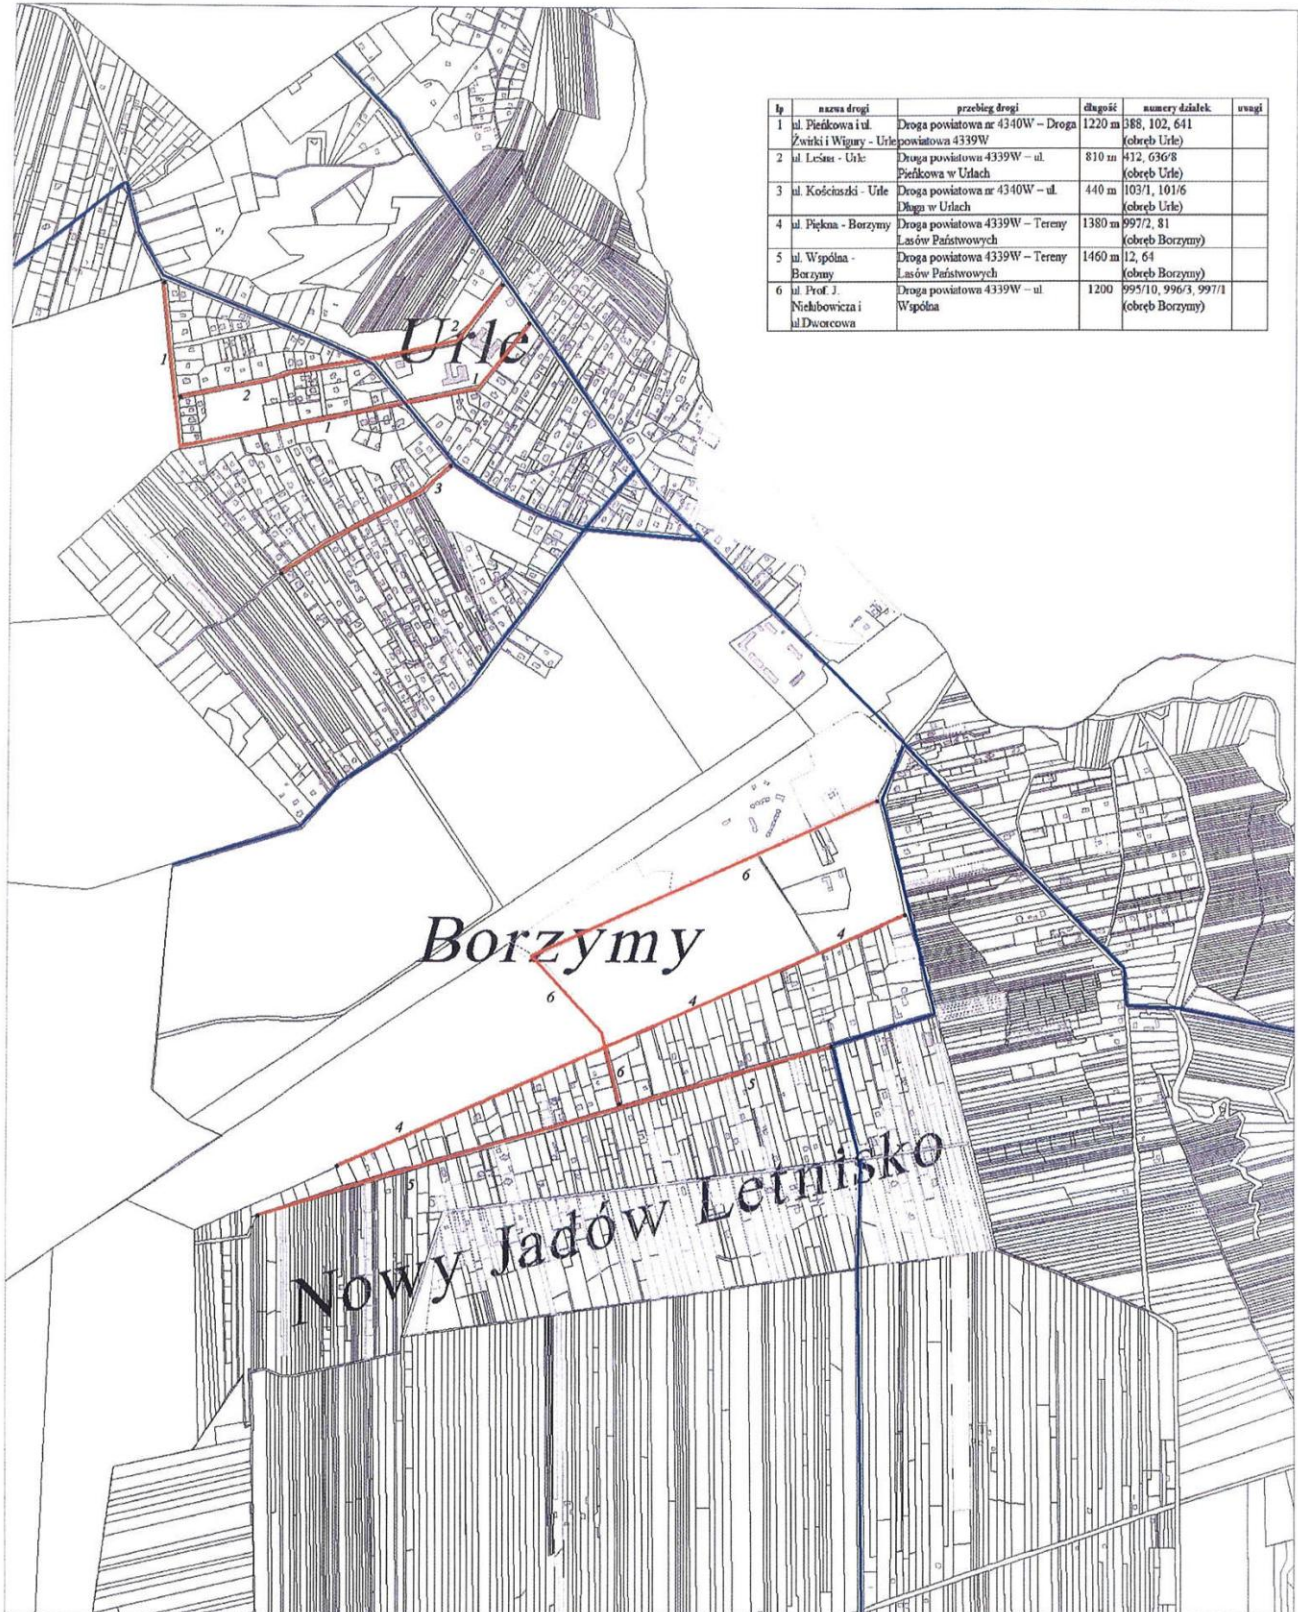 lp nazwa drogi przebieg drogi długość numery działek uwagi
1 ul. Pieńkowa i ul. Droga powiatowa nr 4340W – Droga 1220 m 388, 102, 641
Żwirki i Wigury - Urle powiatowa 4339W (obręb Urle)
2 ul. Leśna - Urle Droga powiatowa 4339W – ul. 810 m 412, 636/8
Pieńkowa w Urlach (obręb Urle)
3 ul. Kościuszki - Urle Droga powiatowa nr 4340W – ul. 440 m 103/1, 101/6
Długa w Urlach (obręb Urle)
4 ul. Piękna - Borzymy Droga powiatowa 4339W – Tereny 1380 m 997/2, 81
Lasów Państwowych (obręb Borzymy)
5 ul. Wspólna - Droga powiatowa 4339W – Tereny 1460 m 12, 64
Borzymy Lasów Państwowych (obręb Borzymy)
6 ul. Prof. J. Droga powiatowa 4339W – ul. 1200 995/10, 996/3, 997/1
Nielubowicza i Wspólna (obręb Borzymy)
ul.Dworcowa
2
Urle
1
2
1
1
3
6
4
Borzymy
6
4
6
5
4
5
Nowy Jadów Letnisko